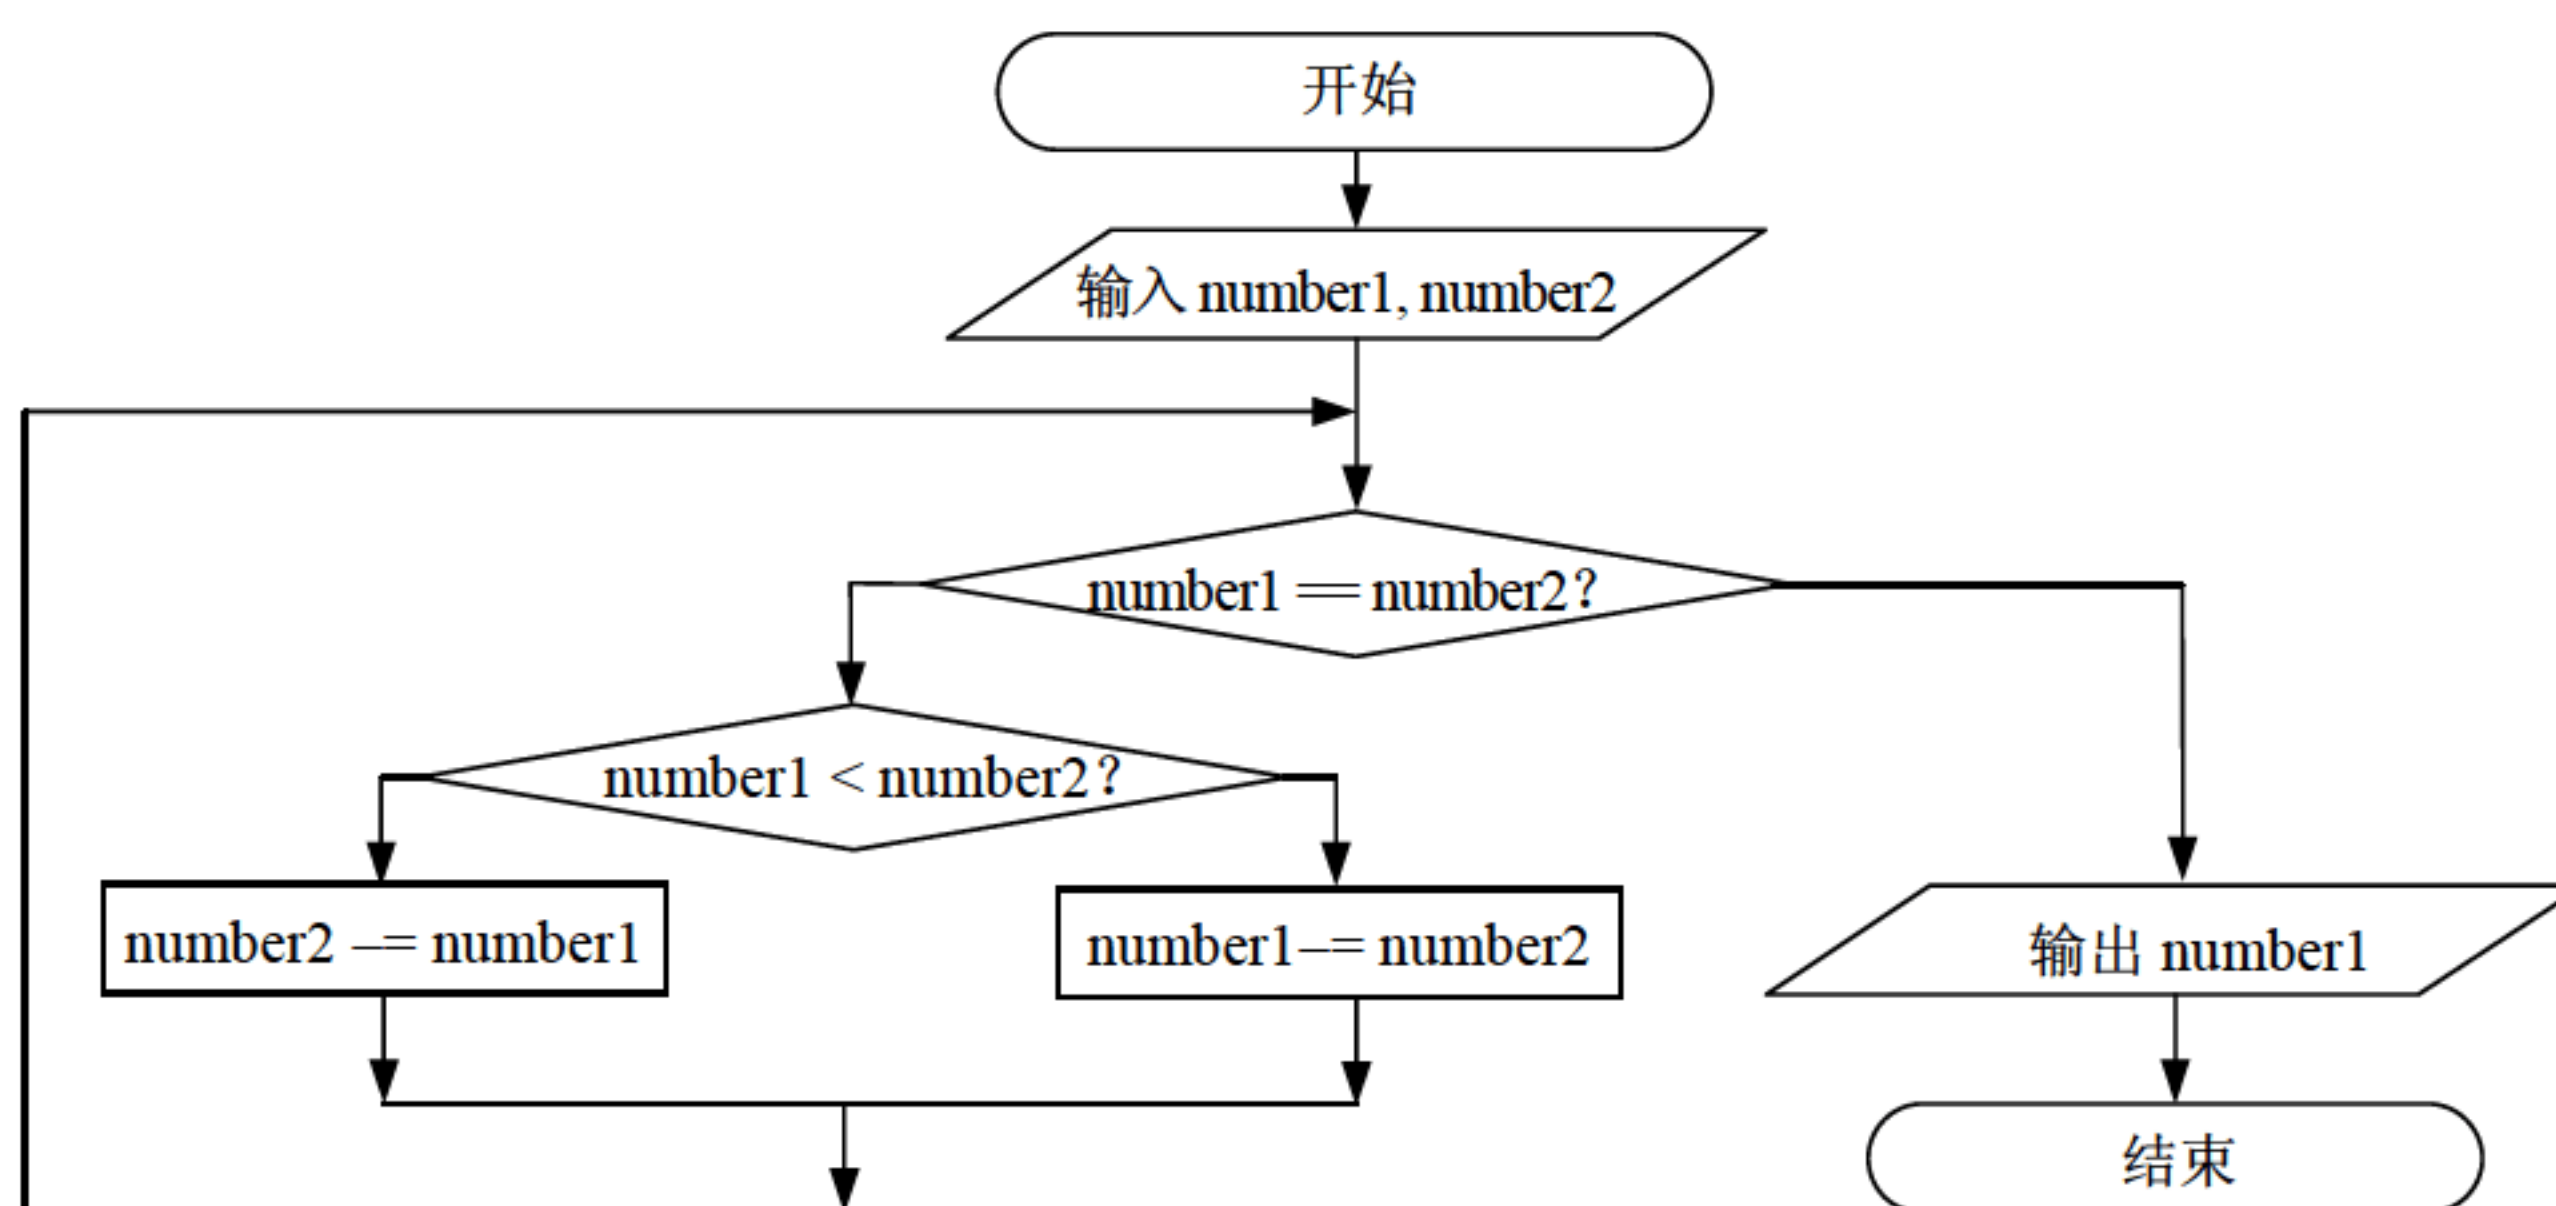 开始
输入 number1, number2
number1 == number2?
number1 < number2?
number2 –= number1
number1–= number2
输出 number1
结束